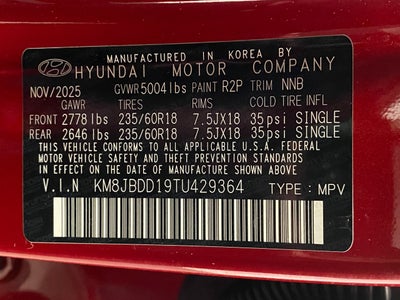 MANUFACTURED IN KOREA BY
HYUNDAI MOTOR COMPANY
NOV/2025 GVWR 5004 lbs PAINT R2P TRIM NNB
GAWR TIRES RIMS COLD TIRE INFL
FRONT 2778 lbs 235/60R18 7.5JX18 35psi SINGLE
REAR 2646 lbs 235/60R18 7.5JX18 35psi SINGLE
THIS VEHICLE CONFORMS TO ALL APPLICABLE U.S.A. FEDERAL
MOTOR VEHICLE SAFETY, BUMPER, AND THEFT PREVENTION
STANDARDS IN EFFECT ON THE DATE OF MANUFACTURE SHOWN ABOVE.
V.I.N KM8JBDD19TU429364 TYPE : MPV